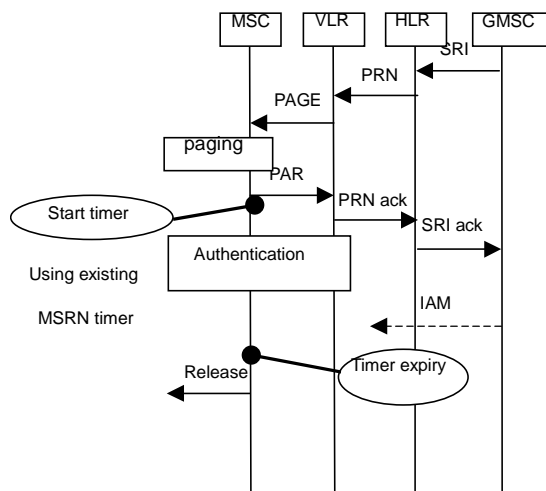 MSC VLR HLR GMSC
SRI
PRN
PAGE
paging
PAR
PRN ack
Start timer
SRI ack
Authentication
Using existing
MSRN timer
IAM
Timer expiry
Release